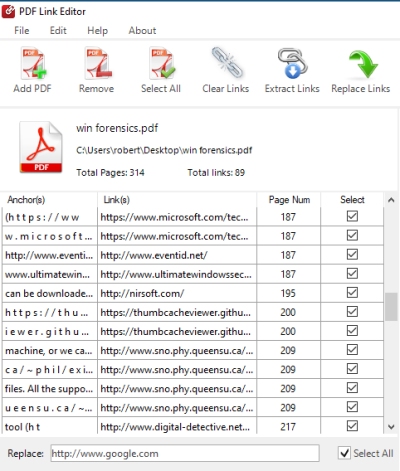 PDF Link Editor
File Edit Help About
Add PDF Remove Select All Clear Links Extract Links Replace Links
PDF
win forensics.pdf
C:\Users\robert\Desktop\win forensics.pdf
Total Pages: 314 Total links: 89
Anchor(s) Link(s) Page Num Select
(h t t p s : / / w w https://www.microsoft.com/tec... 187
w . m i c r o s o f t ... https://www.microsoft.com/tec... 187
http://www.eventi... http://www.eventid.net/ 187
www.ultimatewin... http://www.ultimatewindowssec... 187
can be downloade... http://nirsoft.com/ 195
h t t p s : / / t h u ... https://thumbcacheviewer.githu... 200
i e w e r . g i t h u ... https://thumbcacheviewer.githu... 200
machine, or we ca... http://www.sno.phy.queensu.ca/... 209
c a / ~ p h i l / e x i ... http://www.sno.phy.queensu.ca/... 209
files. All the suppo... http://www.sno.phy.queensu.ca/... 209
u e e n s u . c a / ~ ... http://www.sno.phy.queensu.ca/... 209
tool (h t http://www.digital-detective.net... 217
Replace: http://www.google.com Select All